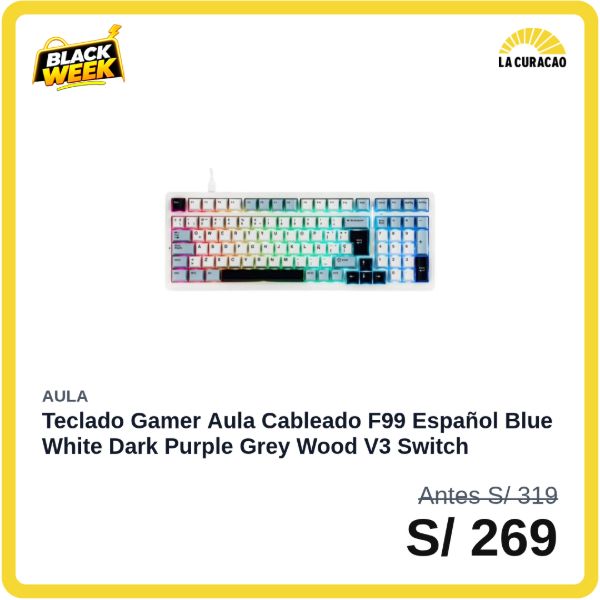 BLACK
WEEK
LA CURACAO
AULA
Teclado Gamer Aula Cableado F99 Español Blue
White Dark Purple Grey Wood V3 Switch
Antes S/ 319
S/ 269